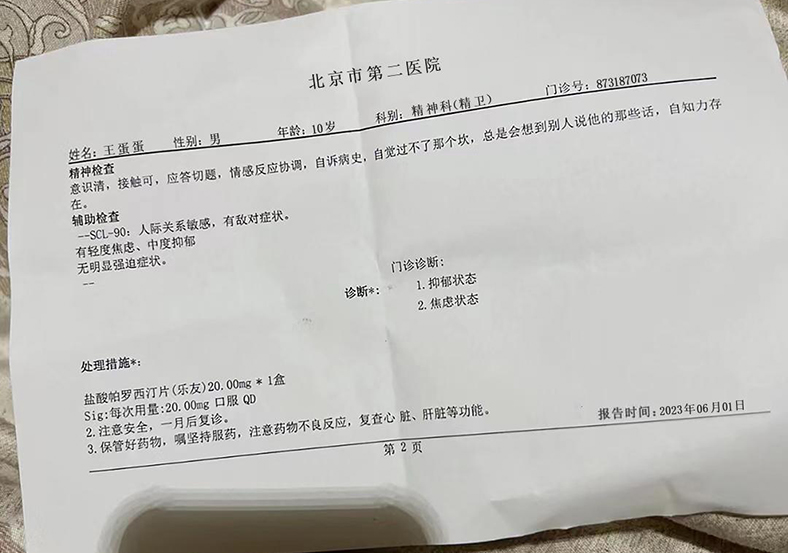 北京市第二医院
姓名：王蛋蛋 性别：男 年龄：10岁 科别：精神科(精卫) 门诊号：873187073
精神检查
意识清，接触可，应答切题，情感反应协调，自诉病史，自觉过不了那个坎，总是会想到别人说他的那些话，自知力存
在。
辅助检查
--SCL-90：人际关系敏感，有敌对症状。
有轻度焦虑、中度抑郁
无明显强迫症状。
--
诊断*：
门诊诊断：
1.抑郁状态
2.焦虑状态
处理措施*：
盐酸帕罗西汀片(乐友)20.00mg * 1盒
Sig:每次用量:20.00mg 口服 QD
2.注意安全，一月后复诊。
3.保管好药物，嘱坚持服药，注意药物不良反应，复查心 脏、肝脏等功能。
报告时间：2023年06月01日
第 2 页